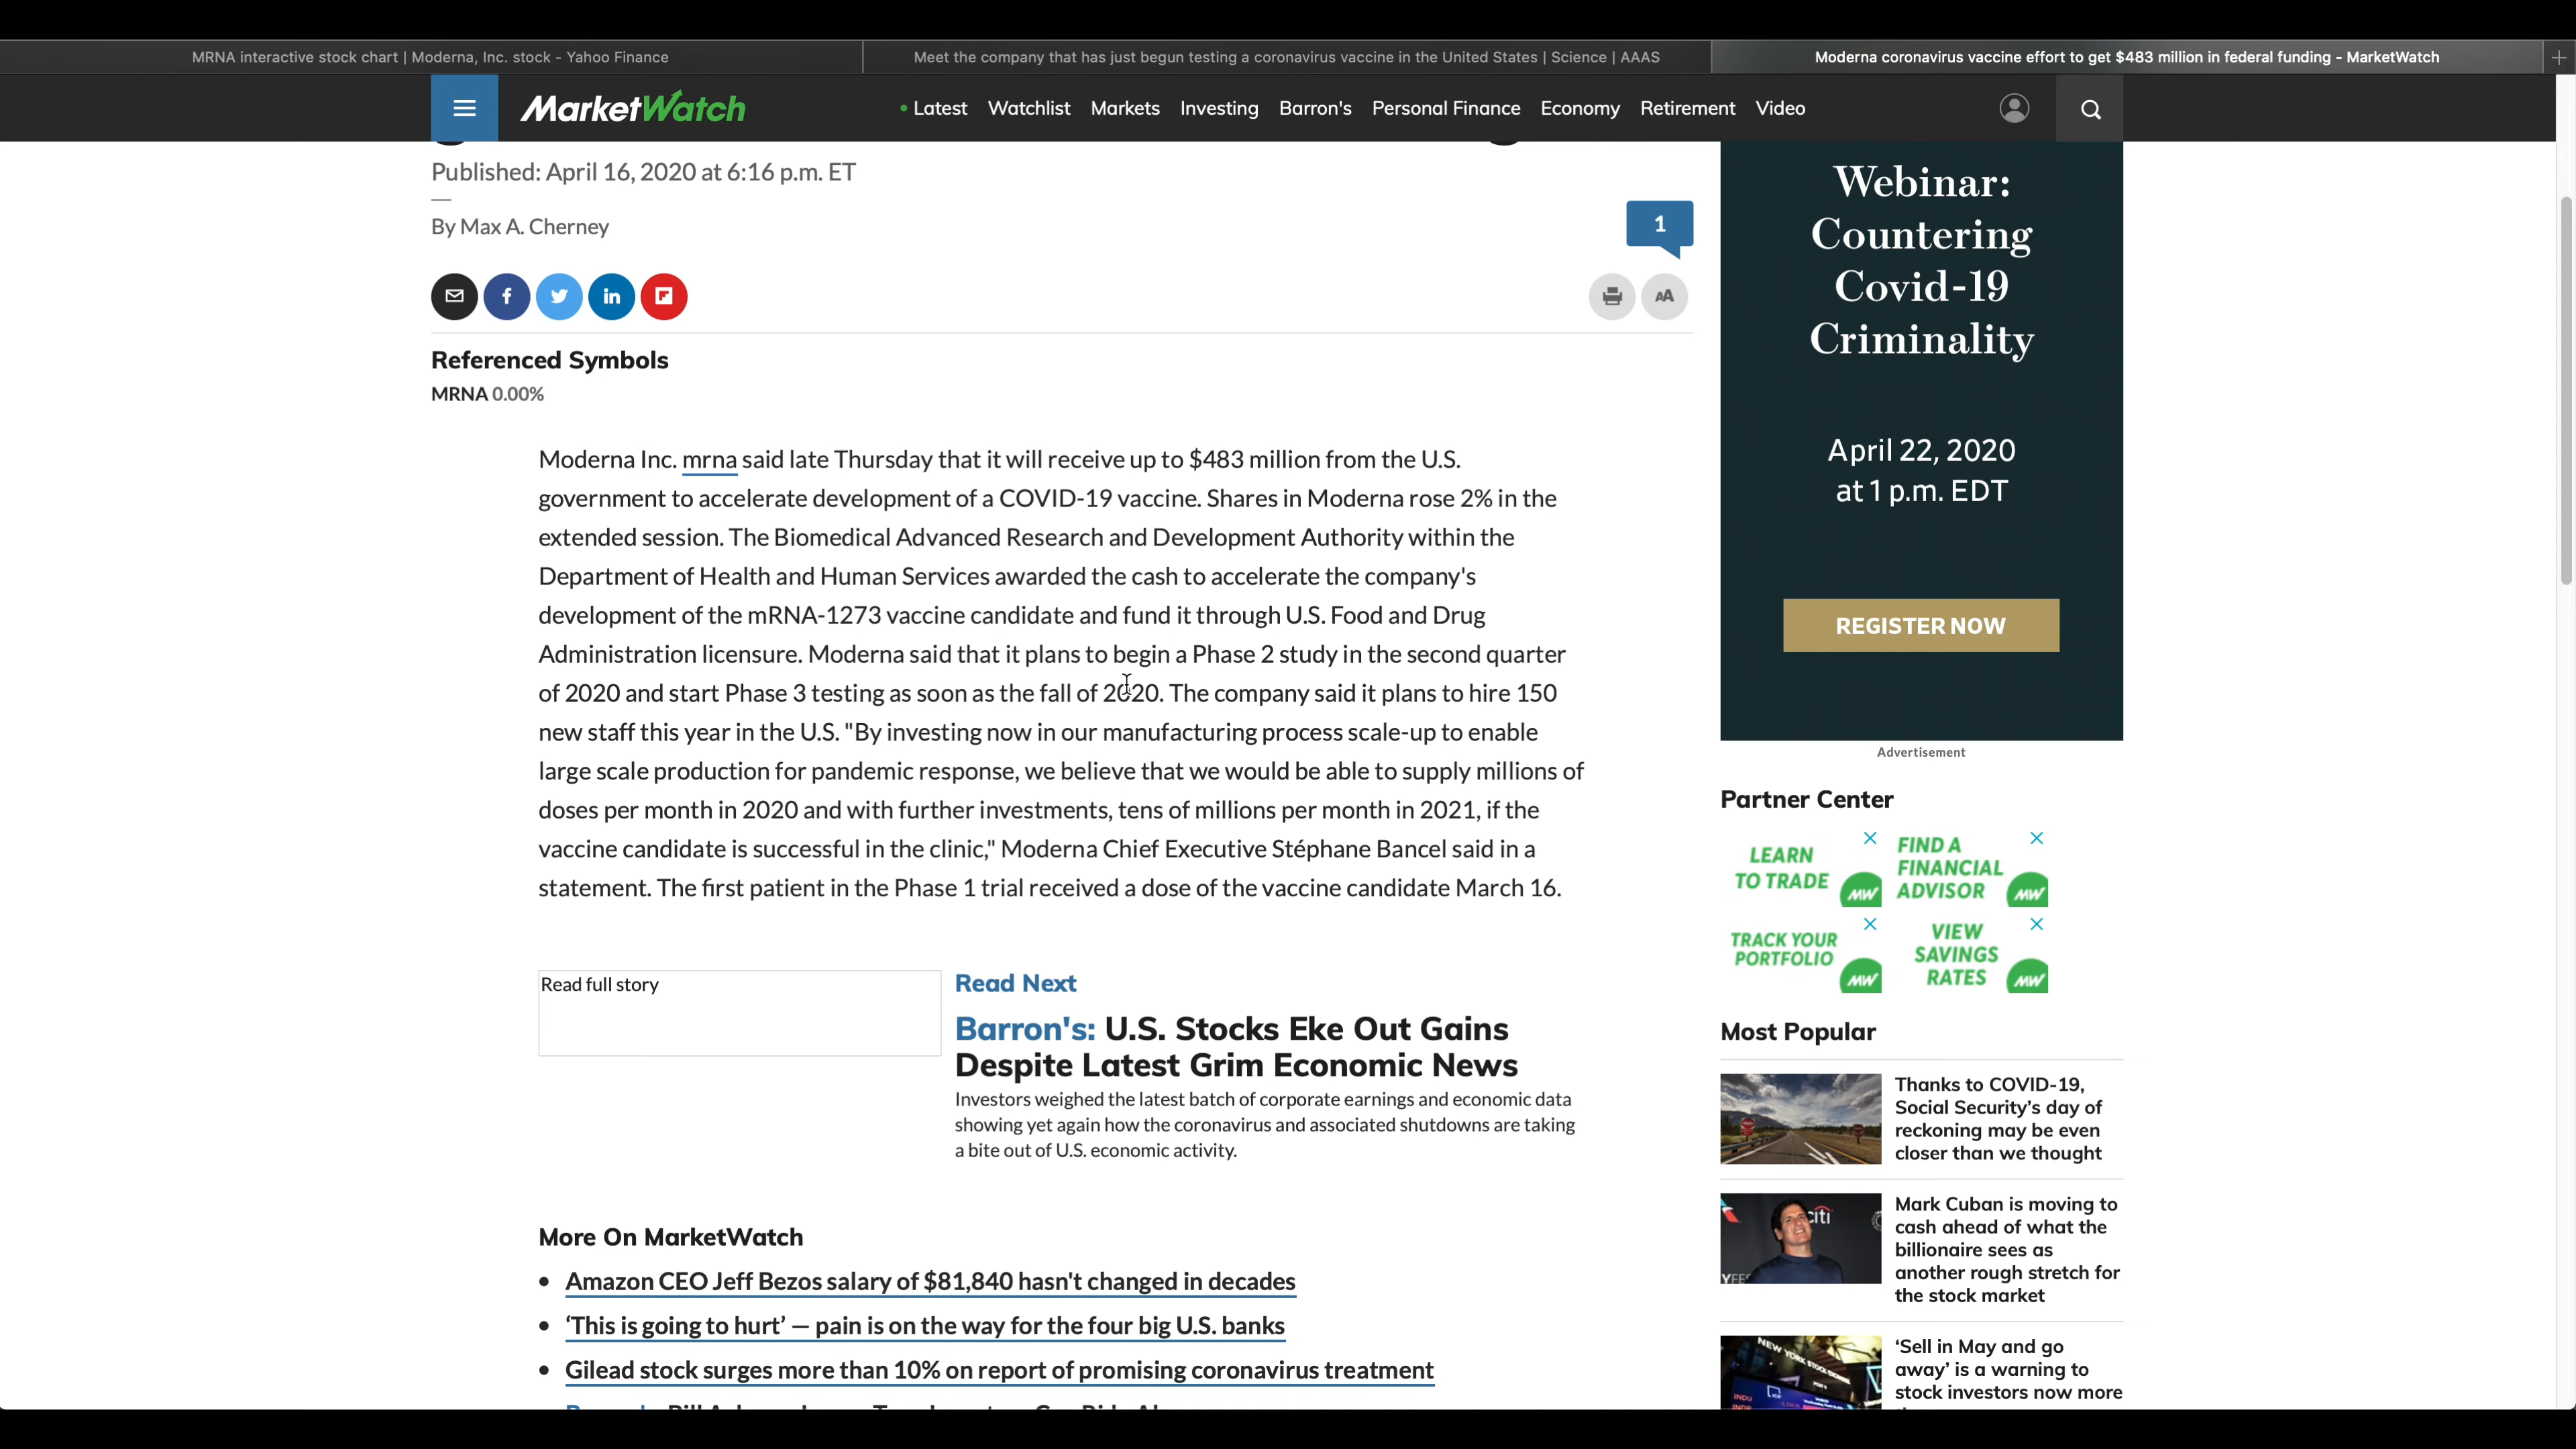 MRNA interactive stock chart | Moderna, Inc. stock - Yahoo Finance
Meet the company that has just begun testing a coronavirus vaccine in the United States | Science | AAAS
Moderna coronavirus vaccine effort to get $483 million in federal funding - MarketWatch
MarketWatch
Latest Watchlist Markets Investing Barron's Personal Finance Economy Retirement Video
Published: April 16, 2020 at 6:16 p.m. ET
By Max A. Cherney
1
AA
Referenced Symbols
MRNA 0.00%
Moderna Inc. mrna said late Thursday that it will receive up to $483 million from the U.S.
government to accelerate development of a COVID-19 vaccine. Shares in Moderna rose 2% in the
extended session. The Biomedical Advanced Research and Development Authority within the
Department of Health and Human Services awarded the cash to accelerate the company's
development of the mRNA-1273 vaccine candidate and fund it through U.S. Food and Drug
Administration licensure. Moderna said that it plans to begin a Phase 2 study in the second quarter
of 2020 and start Phase 3 testing as soon as the fall of 2020. The company said it plans to hire 150
new staff this year in the U.S. "By investing now in our manufacturing process scale-up to enable
large scale production for pandemic response, we believe that we would be able to supply millions of
doses per month in 2020 and with further investments, tens of millions per month in 2021, if the
vaccine candidate is successful in the clinic," Moderna Chief Executive Stéphane Bancel said in a
statement. The first patient in the Phase 1 trial received a dose of the vaccine candidate March 16.
Read full story
Read Next
Barron's: U.S. Stocks Eke Out Gains
Despite Latest Grim Economic News
Investors weighed the latest batch of corporate earnings and economic data
showing yet again how the coronavirus and associated shutdowns are taking
a bite out of U.S. economic activity.
More On MarketWatch
Amazon CEO Jeff Bezos salary of $81,840 hasn't changed in decades
‘This is going to hurt’ — pain is on the way for the four big U.S. banks
Gilead stock surges more than 10% on report of promising coronavirus treatment
Webinar:
Countering
Covid-19
Criminality
April 22, 2020
at 1 p.m. EDT
REGISTER NOW
Advertisement
Partner Center
LEARN
TO TRADE
MW
FIND A
FINANCIAL
ADVISOR
MW
TRACK YOUR
PORTFOLIO
MW
VIEW
SAVINGS
RATES
MW
Most Popular
Thanks to COVID-19,
Social Security’s day of
reckoning may be even
closer than we thought
citi
Mark Cuban is moving to
cash ahead of what the
billionaire sees as
another rough stretch for
the stock market
NEW YORK STOCK
‘Sell in May and go
away’ is a warning to
stock investors now more